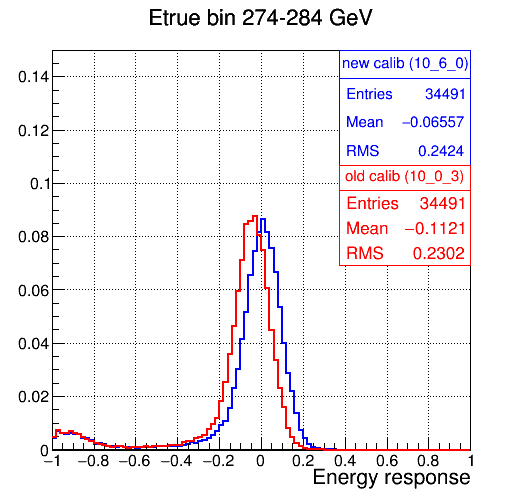 Etrue bin 274-284 GeV
new calib (10_6_0)
Entries 34491
Mean −0.06557
RMS 0.2424
old calib (10_0_3)
Entries 34491
Mean −0.1121
RMS 0.2302
0.14
0.12
0.1
0.08
0.06
0.04
0.02
0
−1 −0.8 −0.6 −0.4 −0.2 0 0.2 0.4 0.6 0.8 1
Energy response